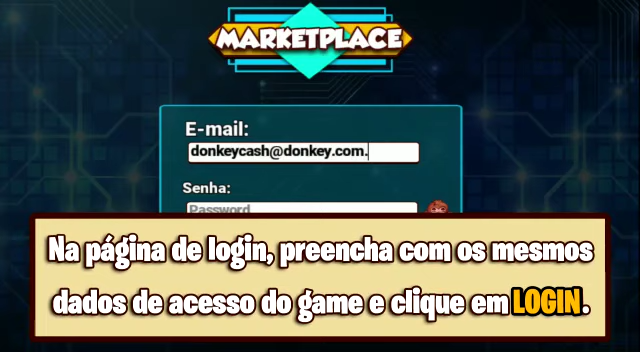 MARKETPLACE
E-mail:
donkeycash@donkey.com.
Senha:
Password
Na página de login, preencha com os mesmos
dados de acesso do game e clique em LOGIN.